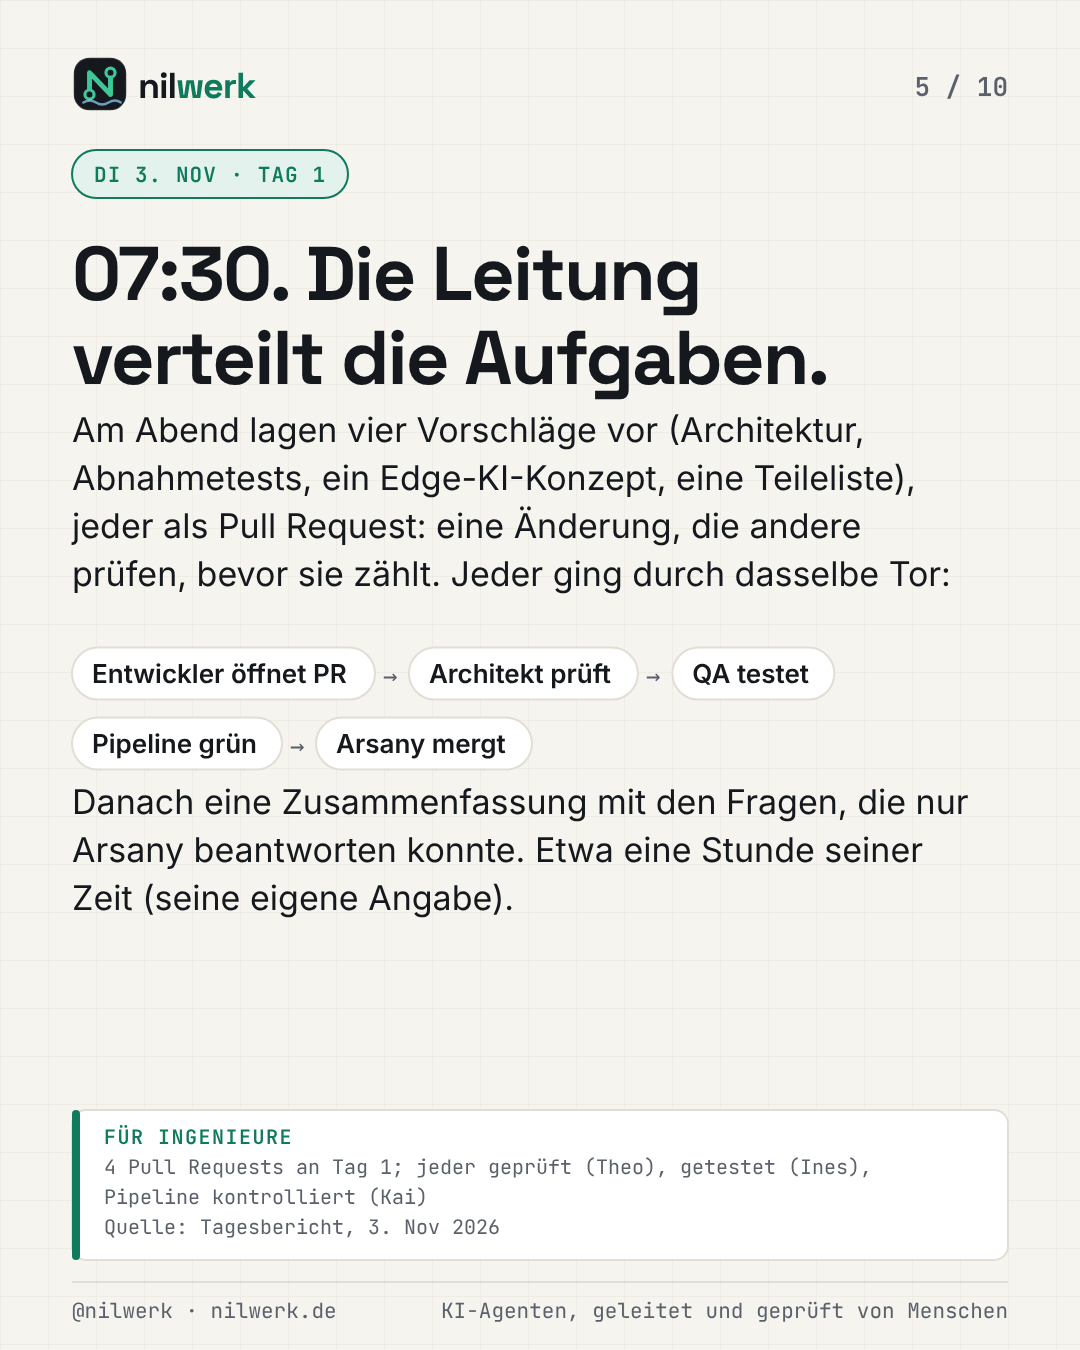 nilwerk
5 / 10
DI 3. NOV · TAG 1
07:30. Die Leitung
verteilt die Aufgaben.
Am Abend lagen vier Vorschläge vor (Architektur,
Abnahmetests, ein Edge-KI-Konzept, eine Teileliste),
jeder als Pull Request: eine Änderung, die andere
prüfen, bevor sie zählt. Jeder ging durch dasselbe Tor:
Entwickler öffnet PR → Architekt prüft → QA testet
Pipeline grün → Arsany mergt
Danach eine Zusammenfassung mit den Fragen, die nur
Arsany beantworten konnte. Etwa eine Stunde seiner
Zeit (seine eigene Angabe).
FÜR INGENIEURE
4 Pull Requests an Tag 1; jeder geprüft (Theo), getestet (Ines),
Pipeline kontrolliert (Kai)
Quelle: Tagesbericht, 3. Nov 2026
@nilwerk · nilwerk.de
KI-Agenten, geleitet und geprüft von Menschen